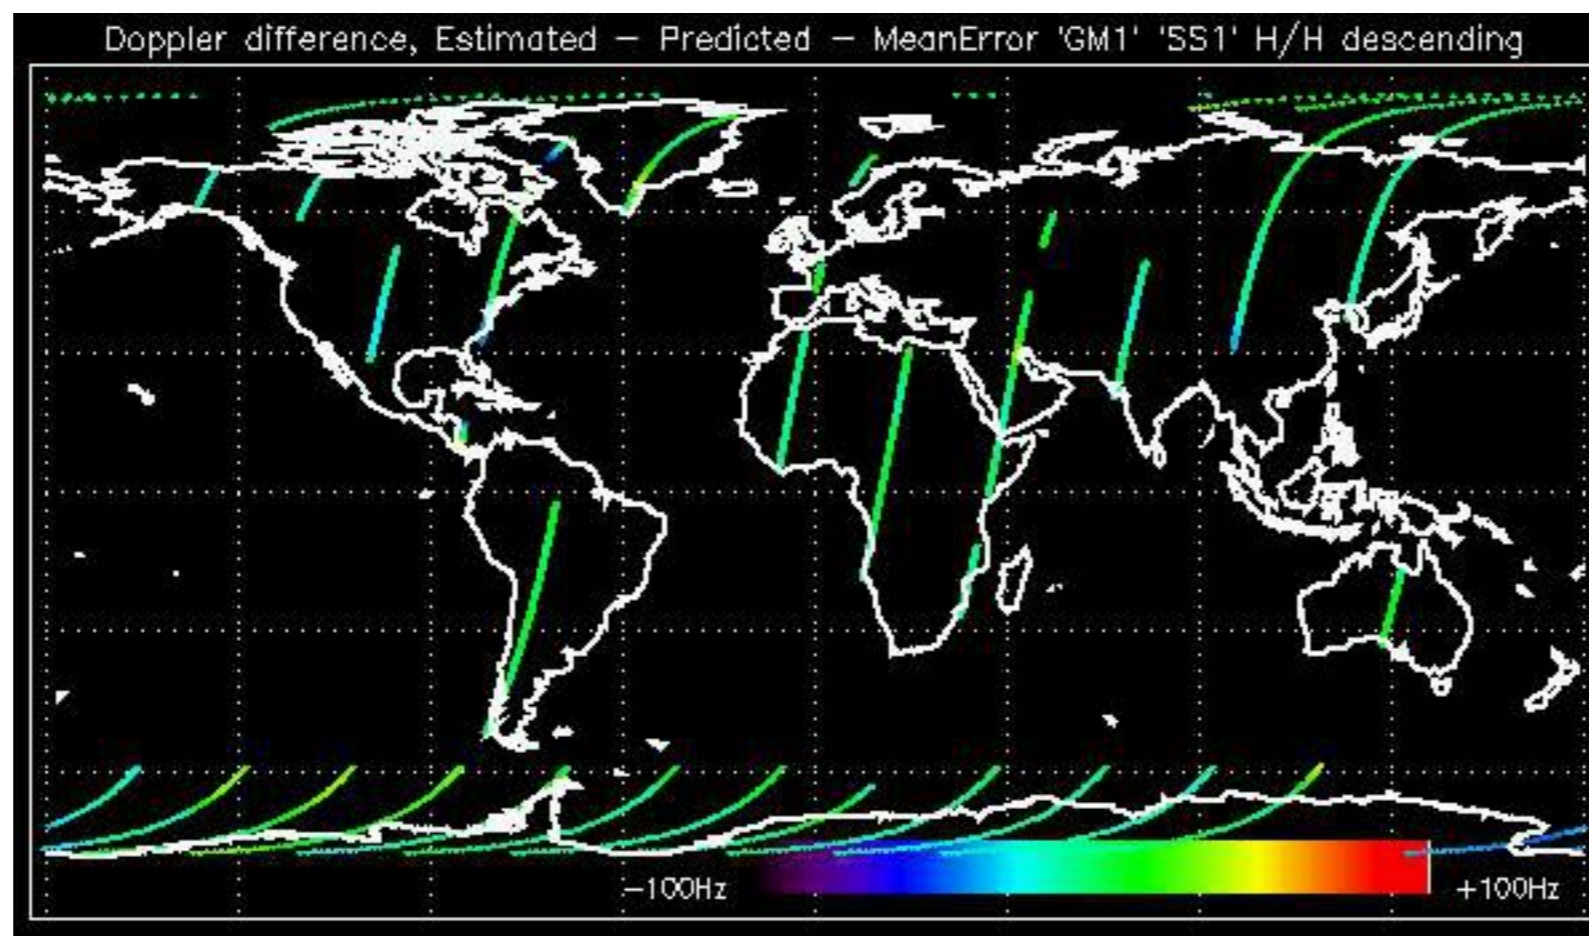 Doppler difference, Estimated – Predicted – MeanError 'GM1' 'SS1' H/H descending
–100Hz +100Hz